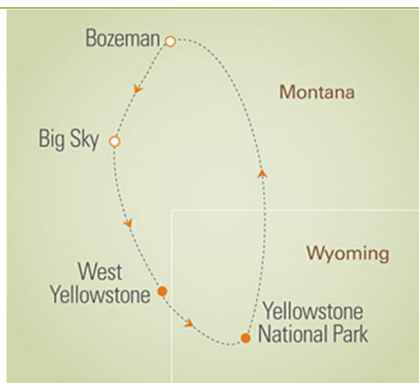 Bozeman
Montana
Big Sky
Wyoming
West
Yellowstone
Yellowstone
National Park